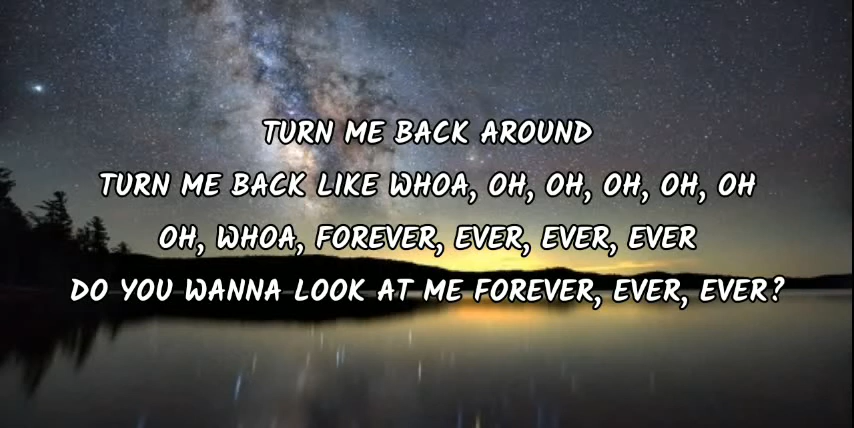 TURN ME BACK AROUND
TURN ME BACK LIKE WHOA, OH, OH, OH, OH, OH
OH, WHOA, FOREVER, EVER, EVER, EVER
DO YOU WANNA LOOK AT ME FOREVER, EVER, EVER?